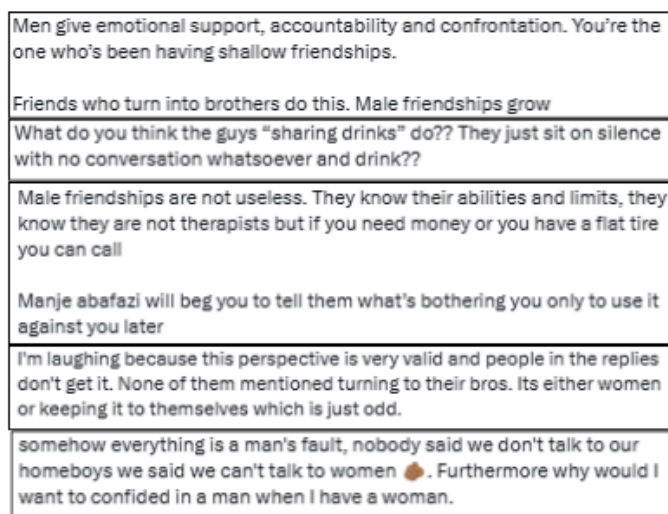 Men give emotional support, accountability and confrontation. You're the
one who's been having shallow friendships.
Friends who turn into brothers do this. Male friendships grow
What do you think the guys “sharing drinks” do?? They just sit on silence
with no conversation whatsoever and drink??
Male friendships are not useless. They know their abilities and limits, they
know they are not therapists but if you need money or you have a flat tire
you can call
Manje abafazi will beg you to tell them what's bothering you only to use it
against you later
I'm laughing because this perspective is very valid and people in the replies
don't get it. None of them mentioned turning to their bros. Its either women
or keeping it to themselves which is just odd.
somehow everything is a man's fault, nobody said we don't talk to our
homeboys we said we can't talk to women 🤌🏾. Furthermore why would I
want to confided in a man when I have a woman.